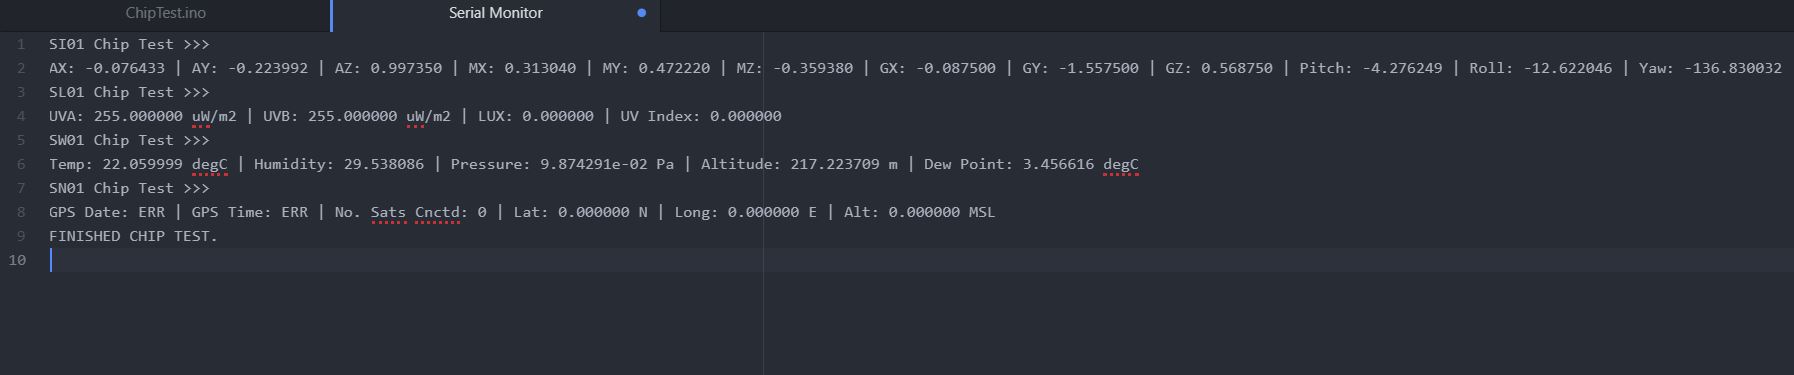 ChipTest.ino
Serial Monitor
1 SI01 Chip Test >>>
2 AX: -0.076433 | AY: -0.223992 | AZ: 0.997350 | MX: 0.313040 | MY: 0.472220 | MZ: -0.359380 | GX: -0.087500 | GY: -1.557500 | GZ: 0.568750 | Pitch: -4.276249 | Roll: -12.622046 | Yaw: -136.830032
3 SL01 Chip Test >>>
4 UVA: 255.000000 uW/m2 | UVB: 255.000000 uW/m2 | LUX: 0.000000 | UV Index: 0.000000
5 SW01 Chip Test >>>
6 Temp: 22.059999 degC | Humidity: 29.538086 | Pressure: 9.874291e-02 Pa | Altitude: 217.223709 m | Dew Point: 3.456616 degC
7 SN01 Chip Test >>>
8 GPS Date: ERR | GPS Time: ERR | No. Sats Cnctd: 0 | Lat: 0.000000 N | Long: 0.000000 E | Alt: 0.000000 MSL
9 FINISHED CHIP TEST.
10